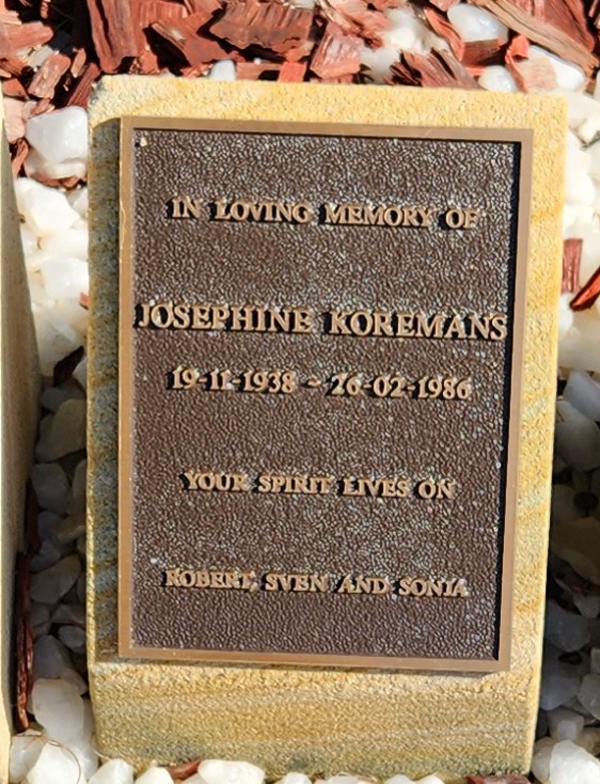 IN LOVING MEMORY OF
JOSEPHINE KOREMANS
19-11-1938 - 26-02-1986
YOUR SPIRIT LIVES ON
ROBERT, SVEN AND SONIA